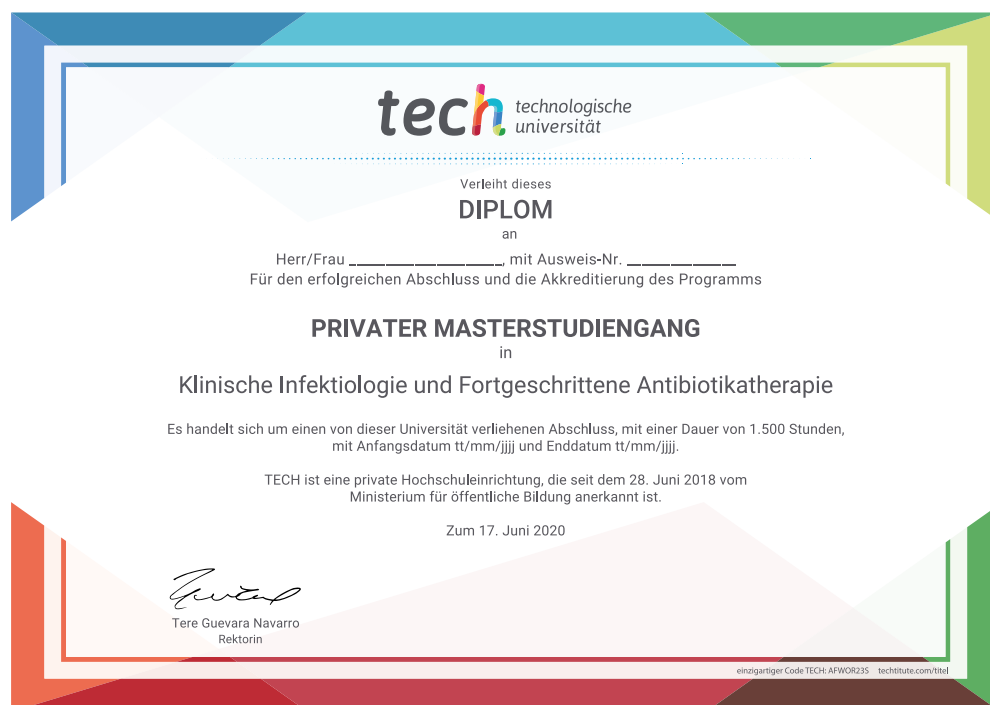 tech technologische
universität
Verleiht dieses
DIPLOM
an
Herr/Frau ____________________, mit Ausweis-Nr. ______________
Für den erfolgreichen Abschluss und die Akkreditierung des Programms
PRIVATER MASTERSTUDIENGANG
in
Klinische Infektiologie und Fortgeschrittene Antibiotikatherapie
Es handelt sich um einen von dieser Universität verliehenen Abschluss, mit einer Dauer von 1.500 Stunden,
mit Anfangsdatum tt/mm/jjjj und Enddatum tt/mm/jjjj.
TECH ist eine private Hochschuleinrichtung, die seit dem 28. Juni 2018 vom
Ministerium für öffentliche Bildung anerkannt ist.
Zum 17. Juni 2020
Tere Guevara Navarro
Rektorin
einzigartiger Code TECH: AFWOR23S techtitute.com/titel